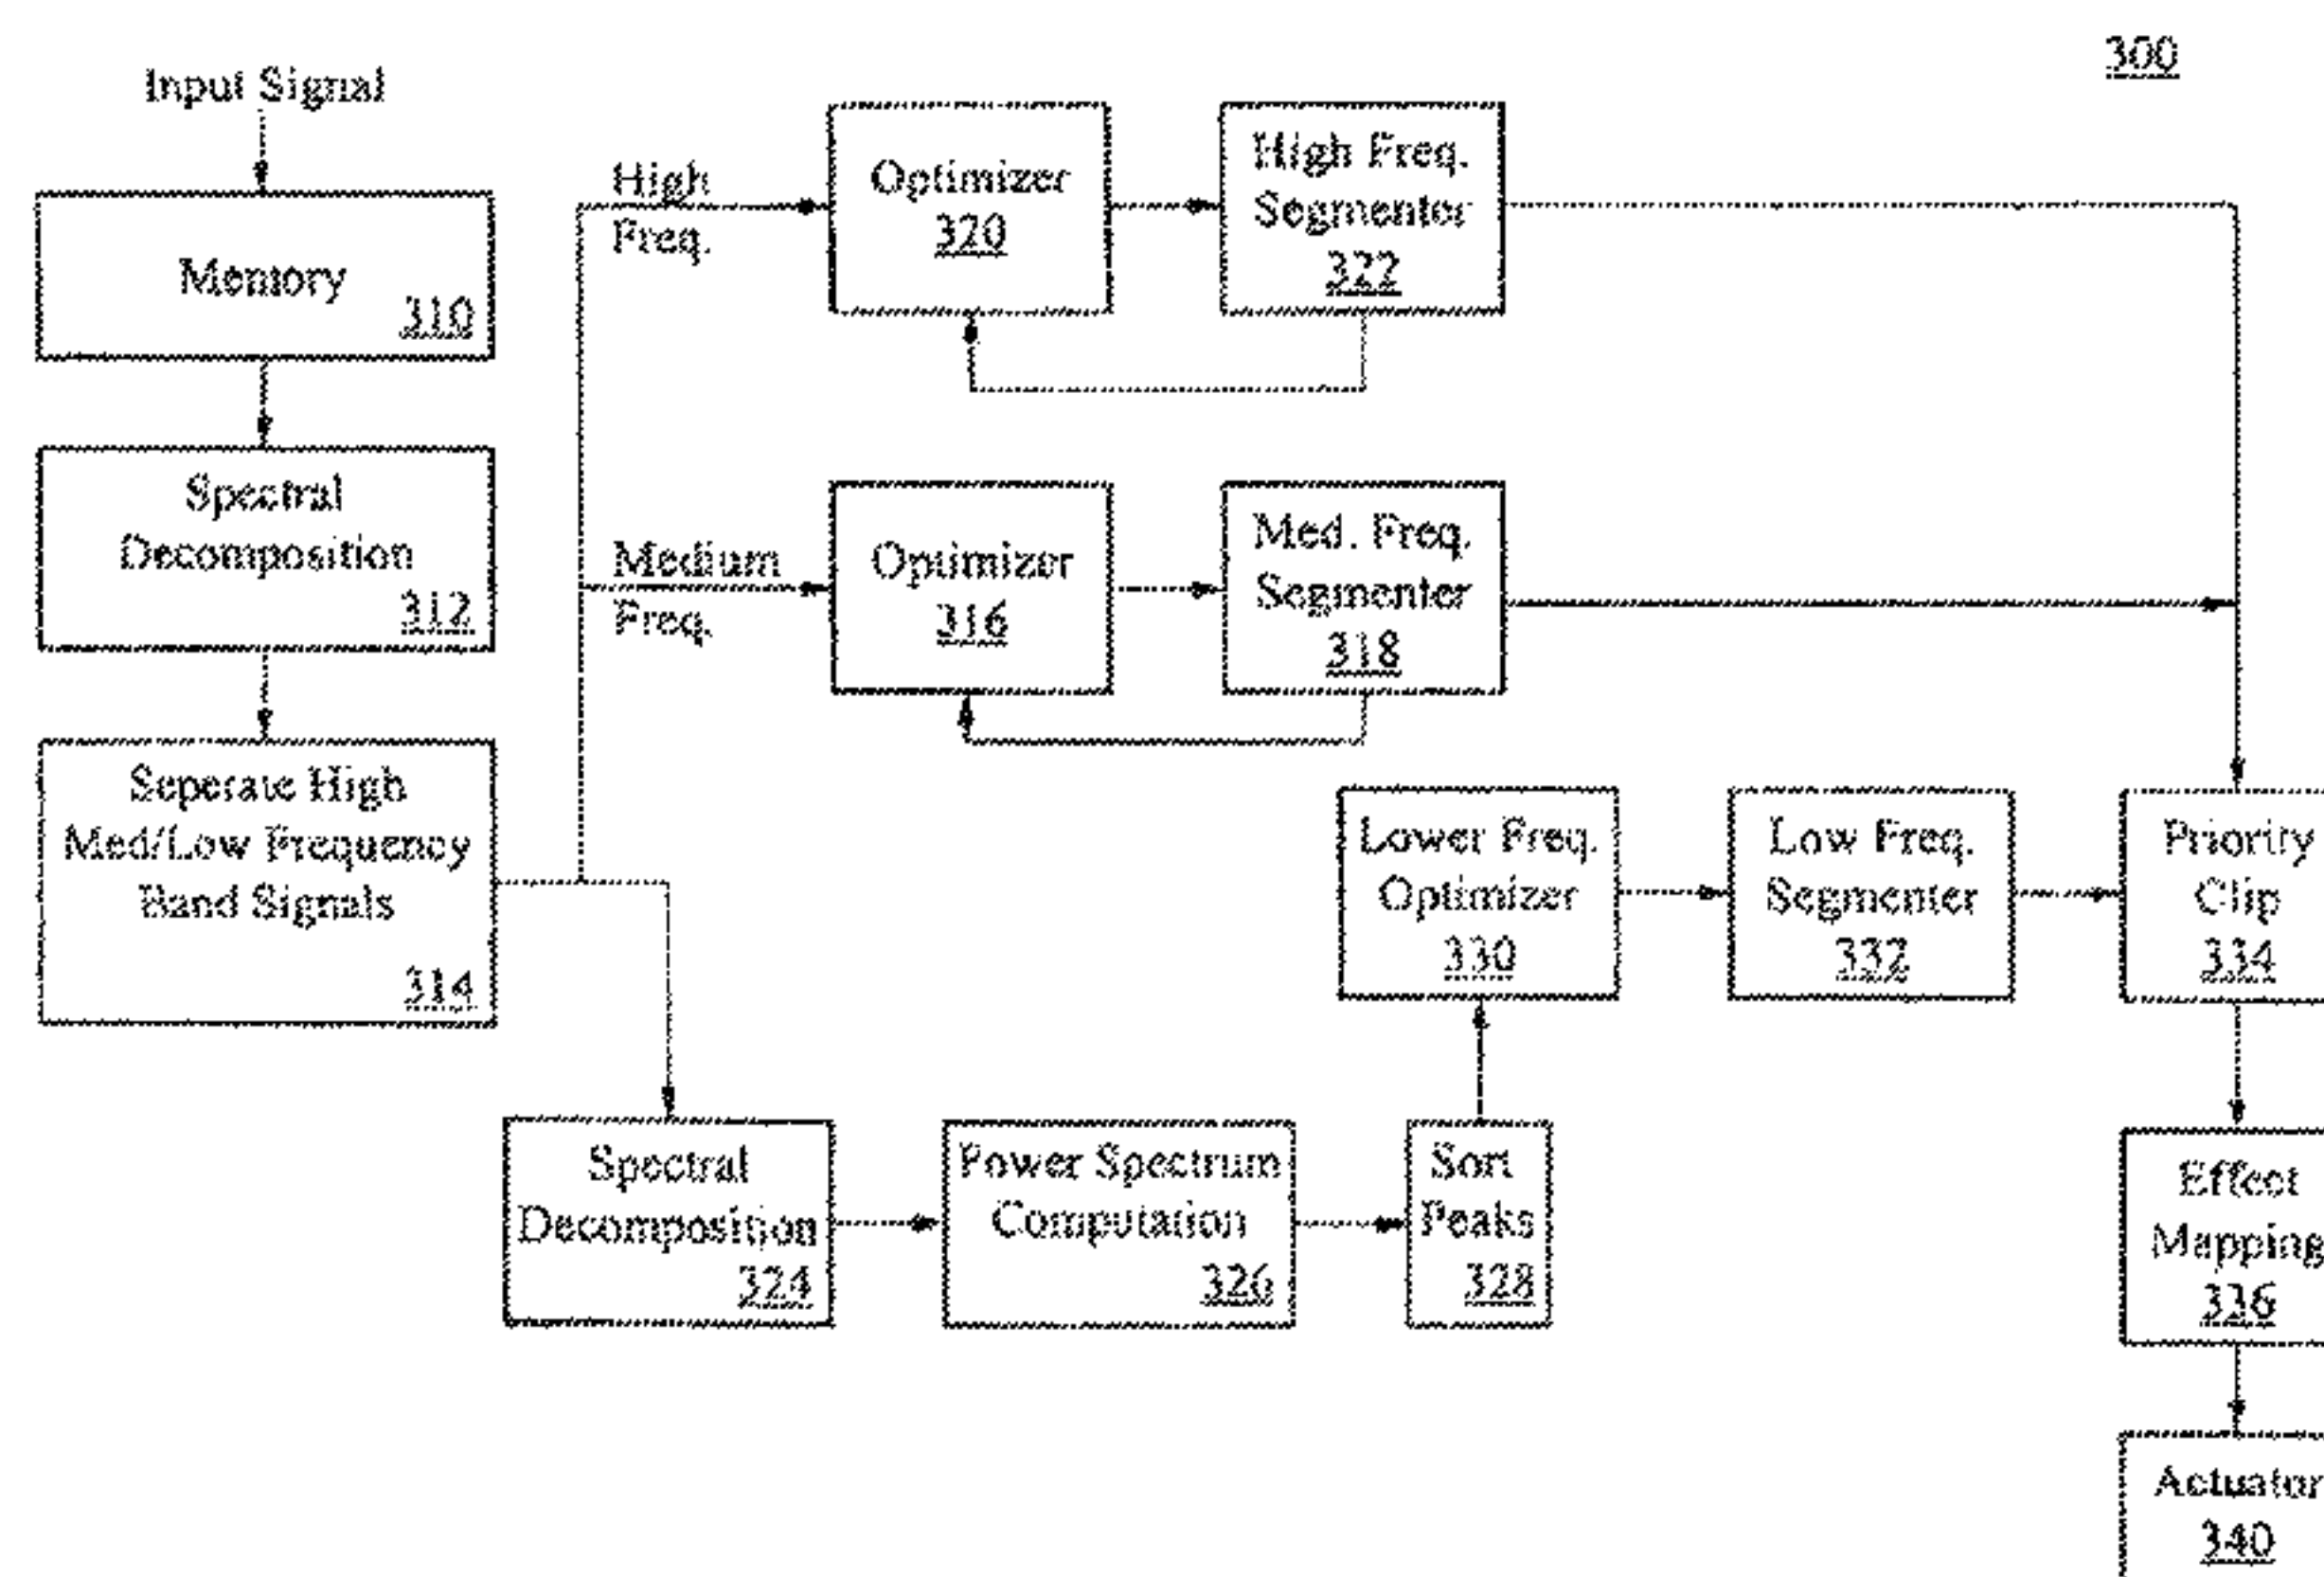 300
Input Signal
Memory
310
Spectral
Decomposition
312
Seperate High
Med/Low Frequency
Band Signals
314
High
Freq.
Optimizer
320
High Freq.
Segmenter
322
Medium
Freq.
Optimizer
316
Med. Freq.
Segmenter
318
Spectral
Decomposition
324
Power Spectrum
Computation
326
Sort
Peaks
328
Lower Freq.
Optimizer
330
Low Freq.
Segmenter
332
Priority
Clip
334
Effect
Mapping
336
Actuator
340